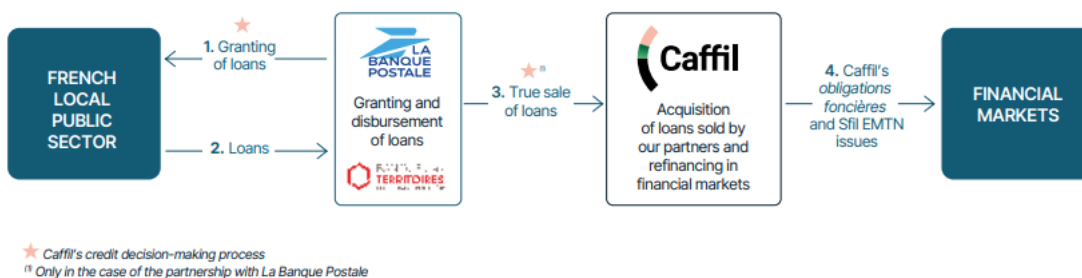 FRENCH
LOCAL
PUBLIC
SECTOR
1. Granting
of loans
2. Loans
LA
BANQUE
POSTALE
Granting and
disbursement
of loans
TERRITOIRES
(1)
3. True sale
of loans
Caffil
Acquisition
of loans sold by
our partners and
refinancing in
financial markets
4. Caffil's
obligations
foncières
and Sfil EMTN
issues
FINANCIAL
MARKETS
Caffil's credit decision-making process
(1) Only in the case of the partnership with La Banque Postale